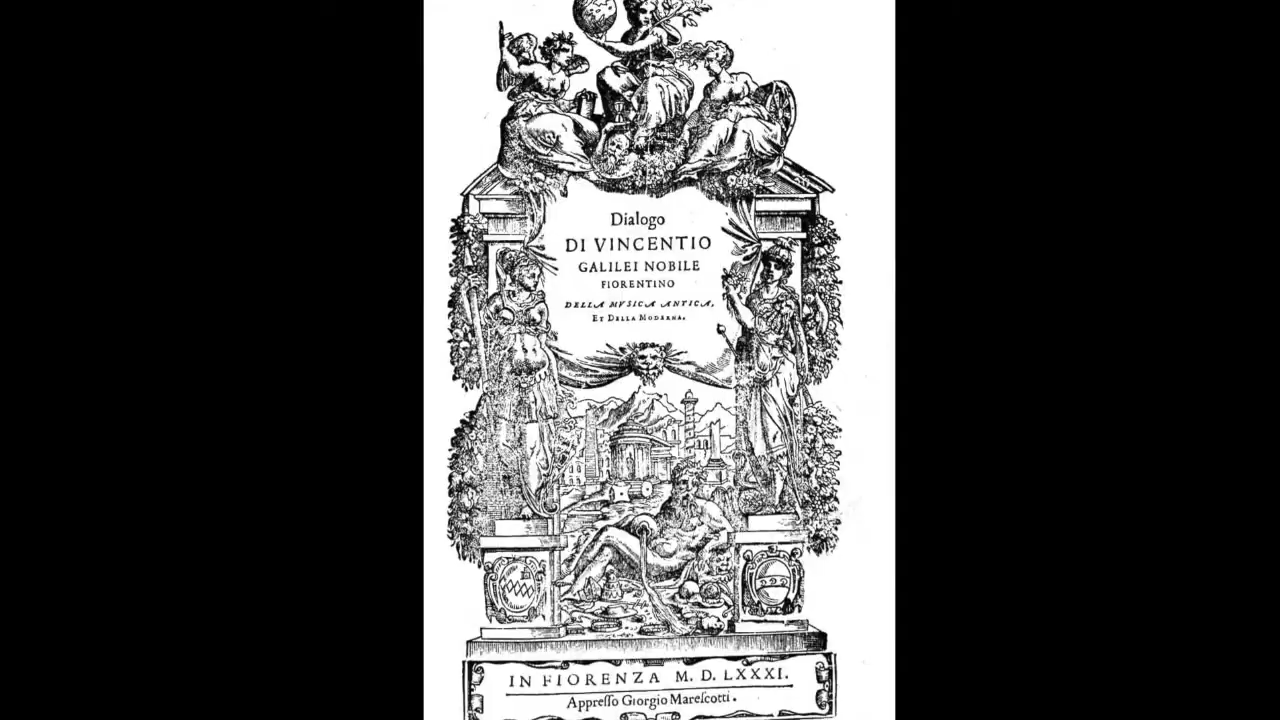 Dialogo
DI VINCENTIO
GALILEI NOBILE
FIORENTINO
DELLA MVSICA ANTICA,
ET DELLA MODERNA.
IN FIORENZA M. D. LXXXI.
Appreſſo Giorgio Mareſcotti.